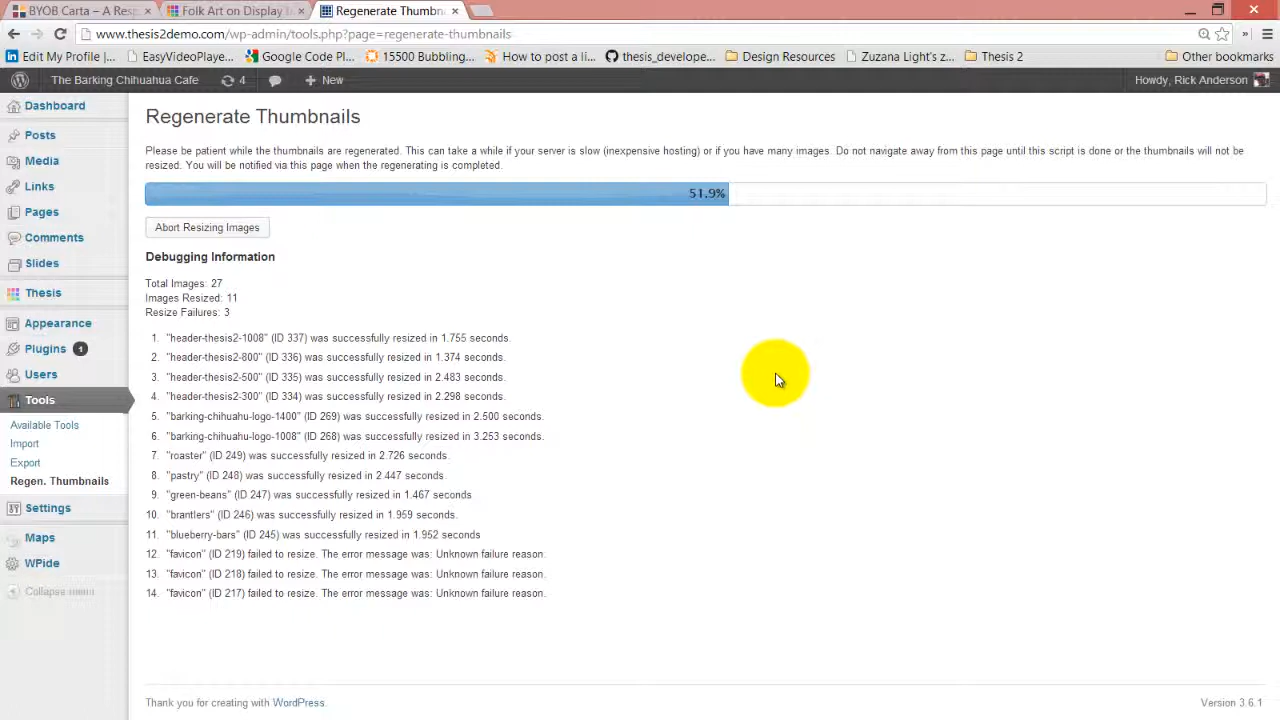 BYOB Carta – A Resp
Folk Art on Display
Regenerate Thumbn
www.thesis2demo.com/wp-admin/tools.php?page=regenerate-thumbnails
Edit My Profile |...
EasyVideoPlaye...
Google Code Pl...
15500 Bubbling...
How to post a li...
thesis_develope...
Design Resources
Zuzana Light's z...
Thesis 2
»
Other bookmarks
The Barking Chihuahua Cafe
4
+ New
Howdy, Rick Anderson
Dashboard
Posts
Media
Links
Pages
Comments
Slides
Thesis
Appearance
Plugins 1
Users
Tools
Available Tools
Import
Export
Regen. Thumbnails
Settings
Maps
WPide
Collapse menu
Regenerate Thumbnails
Please be patient while the thumbnails are regenerated. This can take a while if your server is slow (inexpensive hosting) or if you have many images. Do not navigate away from this page until this script is done or the thumbnails will not be
resized. You will be notified via this page when the regenerating is completed.
51.9%
Abort Resizing Images
Debugging Information
Total Images: 27
Images Resized: 11
Resize Failures: 3
1. "header-thesis2-1008" (ID 337) was successfully resized in 1.755 seconds.
2. "header-thesis2-800" (ID 336) was successfully resized in 1.374 seconds.
3. "header-thesis2-500" (ID 335) was successfully resized in 2.483 seconds.
4. "header-thesis2-300" (ID 334) was successfully resized in 2.298 seconds.
5. "barking-chihuahu-logo-1400" (ID 269) was successfully resized in 2.500 seconds.
6. "barking-chihuahu-logo-1008" (ID 268) was successfully resized in 3.253 seconds.
7. "roaster" (ID 249) was successfully resized in 2.726 seconds.
8. "pastry" (ID 248) was successfully resized in 2.447 seconds.
9. "green-beans" (ID 247) was successfully resized in 1.467 seconds
10. "brantlers" (ID 246) was successfully resized in 1.959 seconds.
11. "blueberry-bars" (ID 245) was successfully resized in 1.952 seconds
12. "favicon" (ID 219) failed to resize. The error message was: Unknown failure reason.
13. "favicon" (ID 218) failed to resize. The error message was: Unknown failure reason.
14. "favicon" (ID 217) failed to resize. The error message was: Unknown failure reason.
Thank you for creating with WordPress.
Version 3.6.1